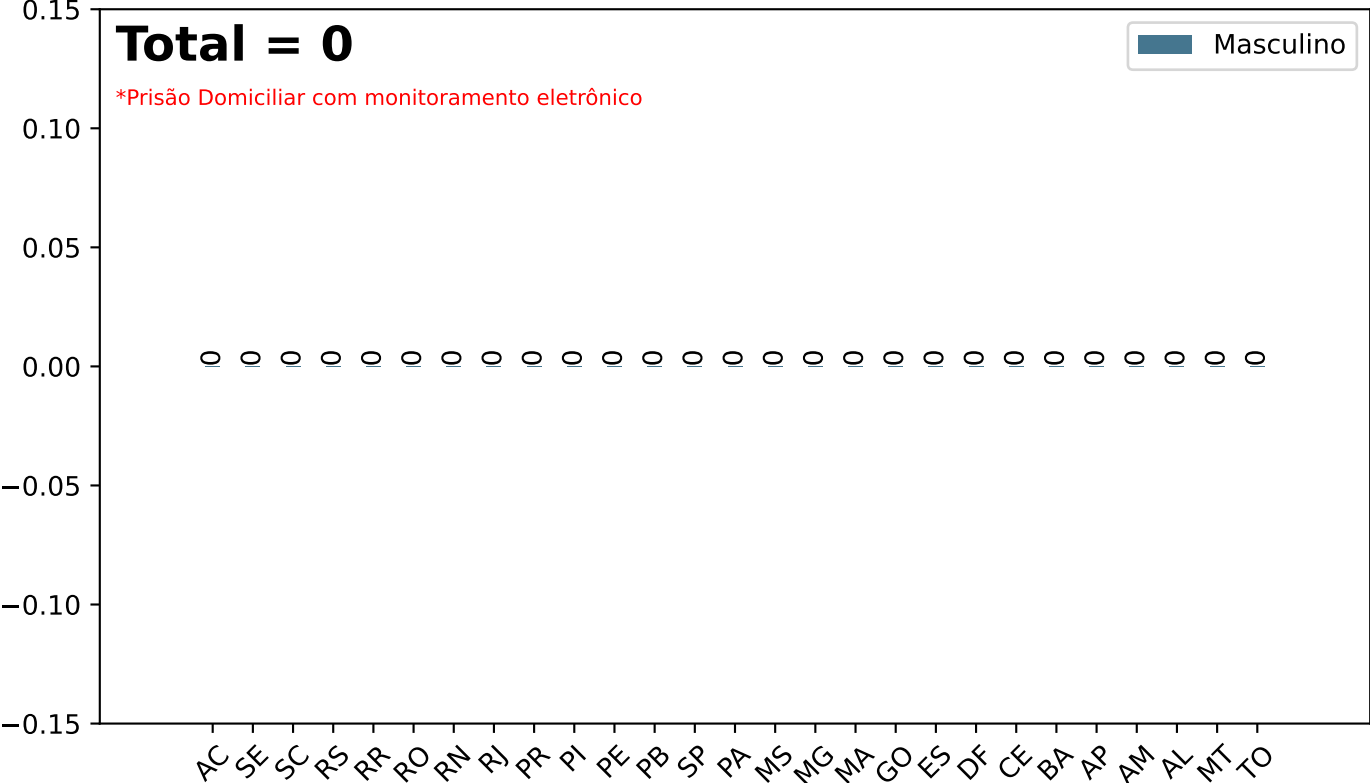 0.15
Total = 0
Masculino
*Prisão Domiciliar com monitoramento eletrônico
0.10
0.05
0 0 0 0 0 0 0 0 0 0 0 0 0 0 0 0 0 0 0 0 0 0 0 0 0 0 0
0.00
−0.05
−0.10
−0.15
AC SE SC RS RR RO RN RJ PR PI PE PB SP PA MS MG MA GO ES DF CE BA AP AM AL MT TO